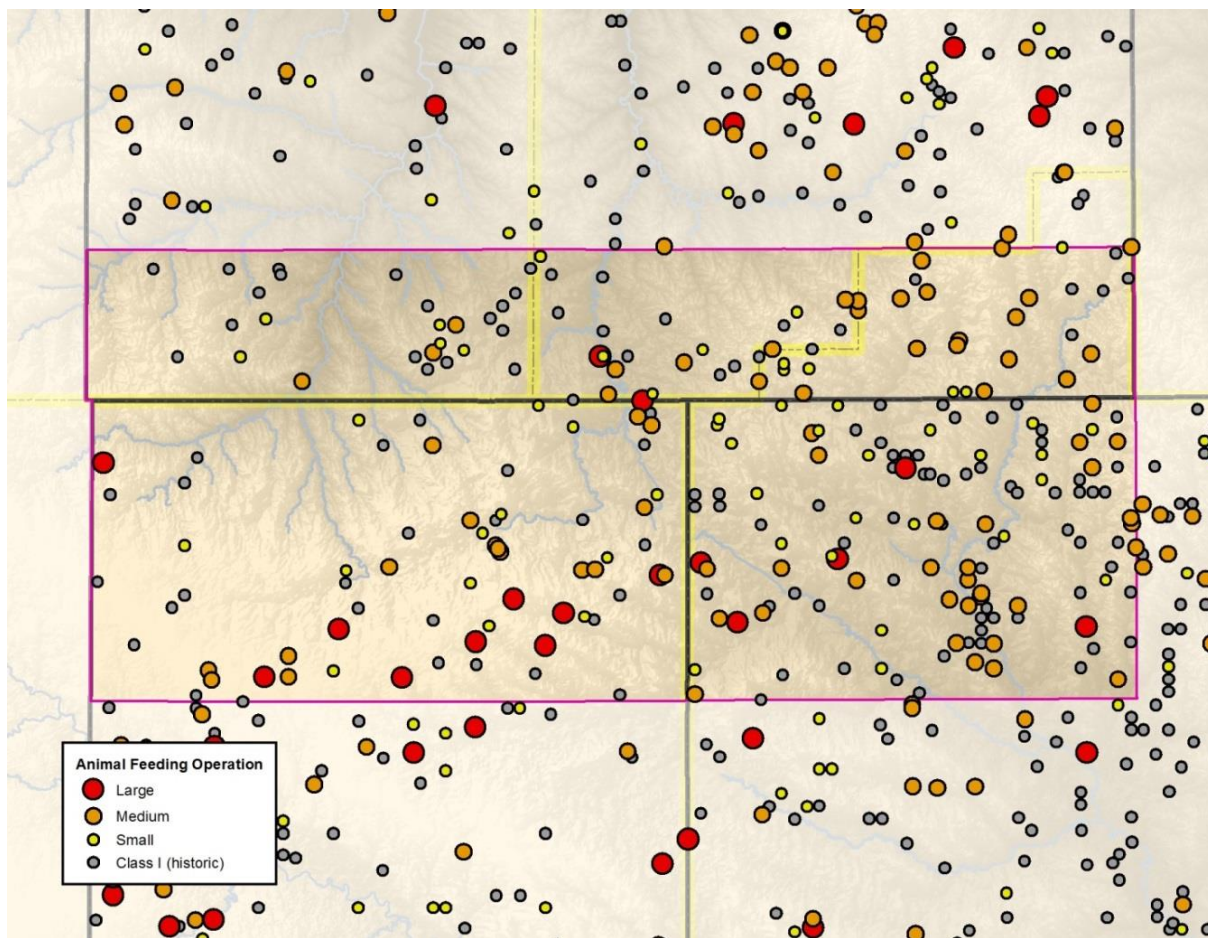 Animal Feeding Operation
Large
Medium
Small
Class I (historic)